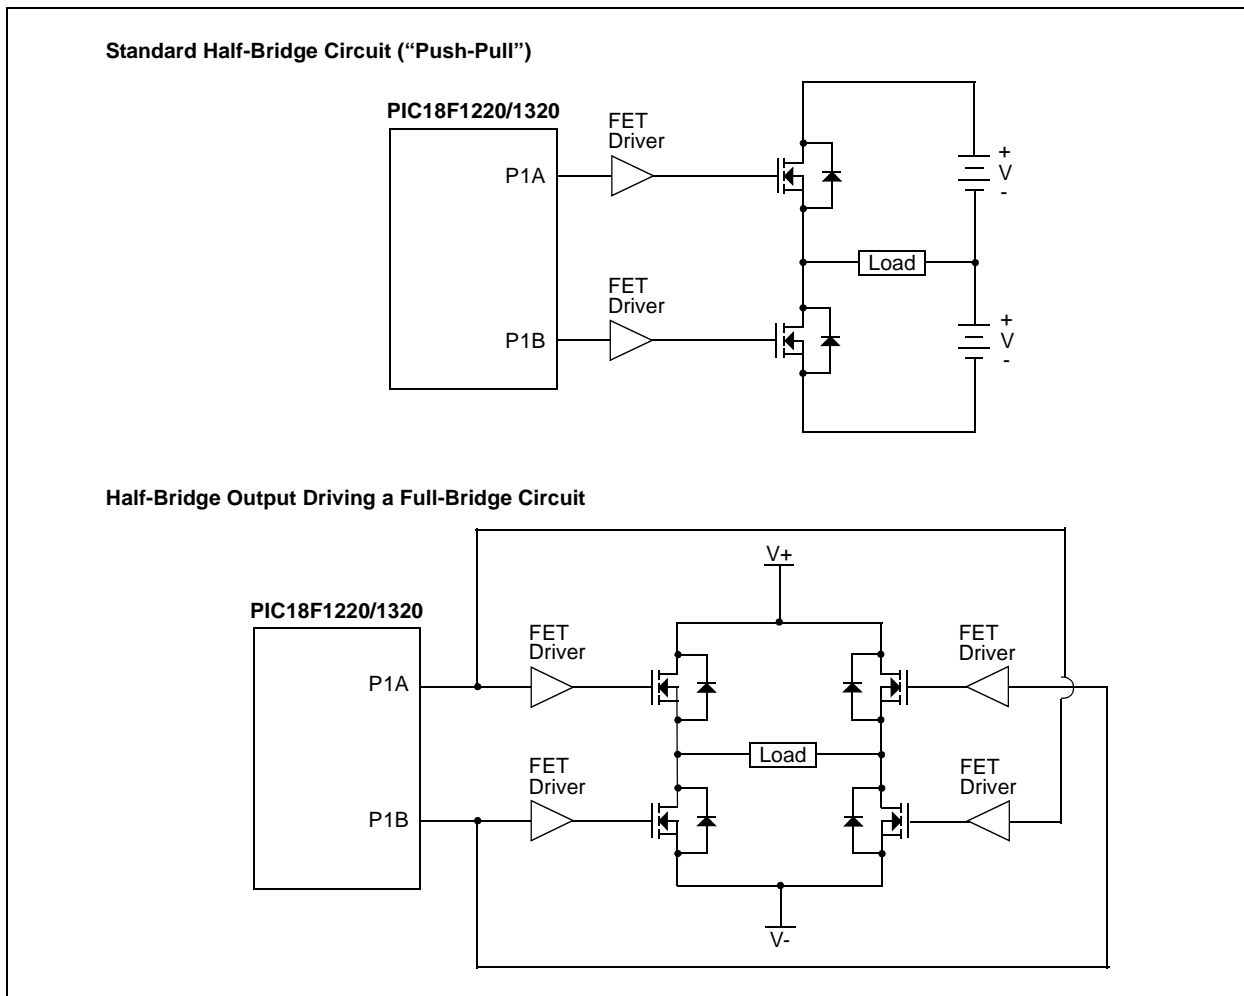 Standard Half-Bridge Circuit (“Push-Pull”)
PIC18F1220/1320
FET
Driver
P1A
+
V
-
Load
FET
Driver
P1B
+
V
-
Half-Bridge Output Driving a Full-Bridge Circuit
V+
PIC18F1220/1320
FET
Driver
FET
Driver
P1A
Load
FET
Driver
FET
Driver
P1B
V-